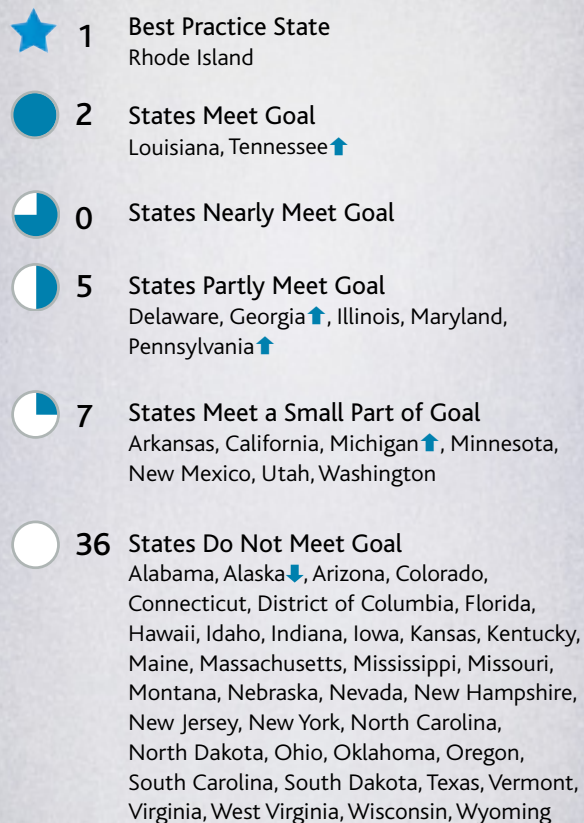 1 Best Practice State
Rhode Island
2 States Meet Goal
Louisiana, Tennessee⬆
0 States Nearly Meet Goal
5 States Partly Meet Goal
Delaware, Georgia⬆, Illinois, Maryland,
Pennsylvania⬆
7 States Meet a Small Part of Goal
Arkansas, California, Michigan⬆, Minnesota,
New Mexico, Utah, Washington
36 States Do Not Meet Goal
Alabama, Alaska⬇, Arizona, Colorado,
Connecticut, District of Columbia, Florida,
Hawaii, Idaho, Indiana, Iowa, Kansas, Kentucky,
Maine, Massachusetts, Mississippi, Missouri,
Montana, Nebraska, Nevada, New Hampshire,
New Jersey, New York, North Carolina,
North Dakota, Ohio, Oklahoma, Oregon,
South Carolina, South Dakota, Texas, Vermont,
Virginia, West Virginia, Wisconsin, Wyoming